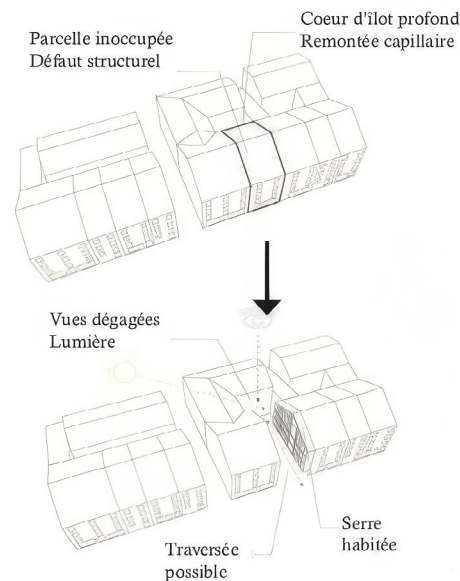 Coeur d'îlot profond
Remontée capillaire
Parcelle inoccupée
Défaut structurel
Vues dégagées
Lumière
Serre
habitée
Traversée
possible